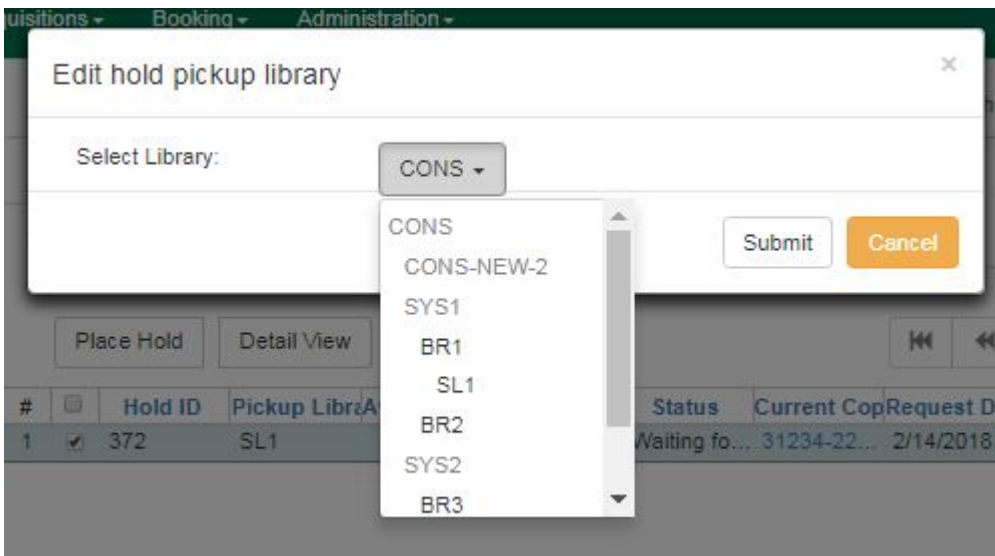 uisitions Booking Administration
Edit hold pickup library ×
Select Library: CONS
CONS
CONS-NEW-2
SYS1
BR1
SL1
BR2
SYS2
BR3
Submit Cancel
Place Hold Detail View
# Hold ID Pickup Libra Status Current Cop Request D
1 372 SL1 Waiting fo... 31234-22... 2/14/2018